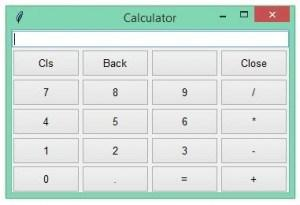 Calculator
Cls Back Close
7 8 9 /
4 5 6 *
1 2 3 -
0 . = +